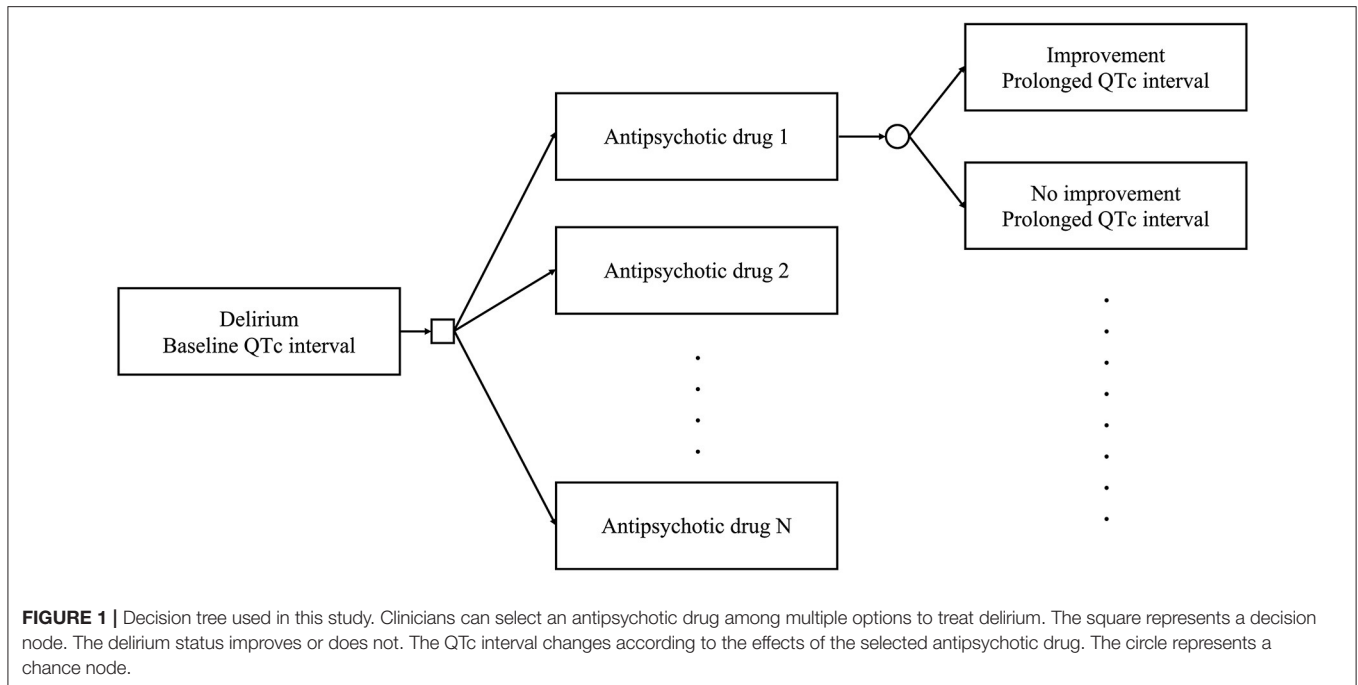 Improvement
Prolonged QTc interval
Antipsychotic drug 1
No improvement
Prolonged QTc interval
Antipsychotic drug 2
Delirium
Baseline QTc interval
Antipsychotic drug N
FIGURE 1 | Decision tree used in this study. Clinicians can select an antipsychotic drug among multiple options to treat delirium. The square represents a decision
node. The delirium status improves or does not. The QTc interval changes according to the effects of the selected antipsychotic drug. The circle represents a
chance node.